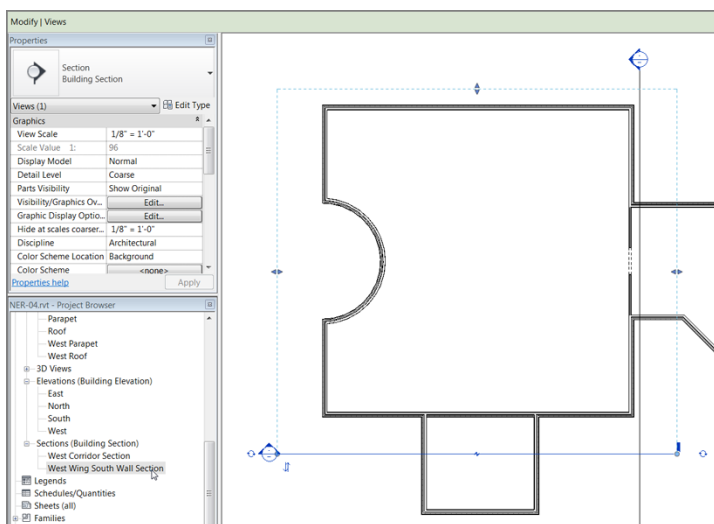 Modify | Views
Properties
Section
Building Section
Views (1)
Edit Type
Graphics
View Scale 1/8" = 1'-0"
Scale Value 1: 96
Display Model Normal
Detail Level Coarse
Parts Visibility Show Original
Visibility/Graphics Ov... Edit...
Graphic Display Optio... Edit...
Hide at scales coarser... 1/8" = 1'-0"
Discipline Architectural
Color Scheme Location Background
Color Scheme <none>
Properties help Apply
NER-04.rvt - Project Browser
Parapet
Roof
West Parapet
West Roof
3D Views
Elevations (Building Elevation)
East
North
South
West
Sections (Building Section)
West Corridor Section
West Wing South Wall Section
Legends
Schedules/Quantities
Sheets (all)
Families